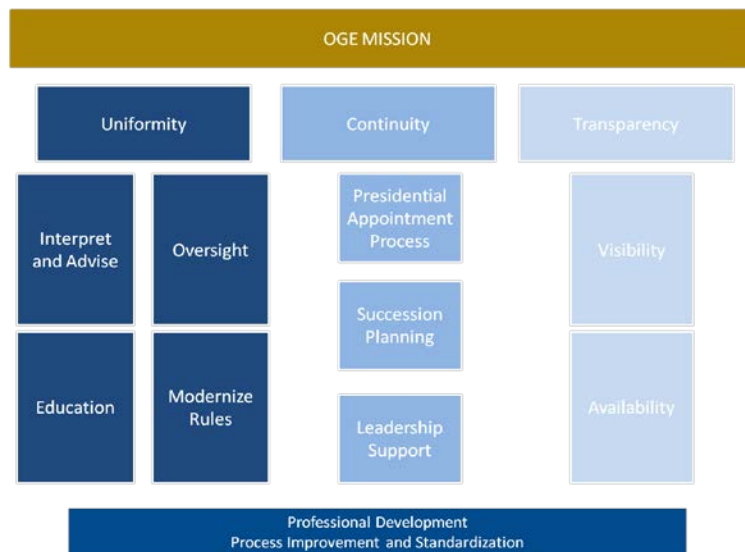 OGE MISSION
Uniformity
Continuity
Transparency
Interpret
and Advise
Oversight
Education
Modernize
Rules
Presidential
Appointment
Process
Succession
Planning
Leadership
Support
Visibility
Availability
Professional Development
Process Improvement and Standardization